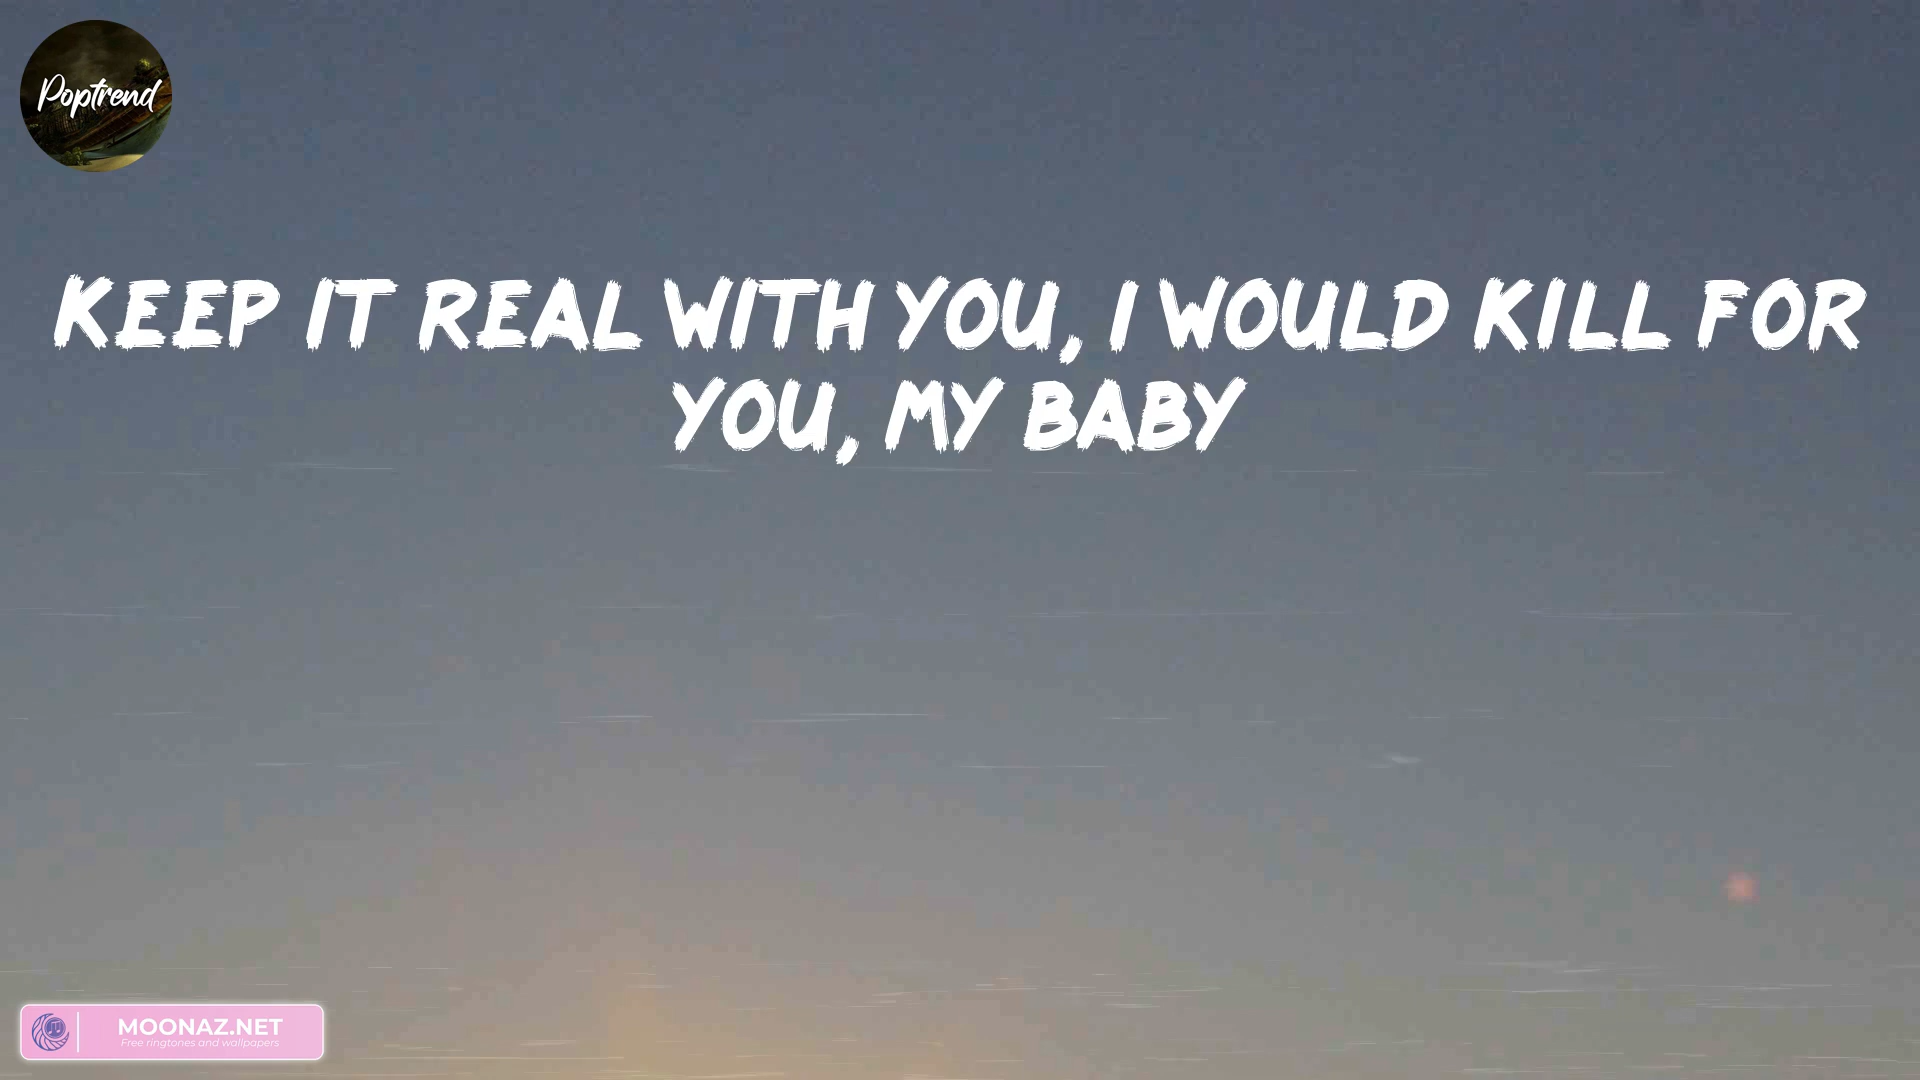 Poptrend
KEEP IT REAL WITH YOU, I WOULD KILL FOR
YOU, MY BABY
MOONAZ.NET
Free ringtones and wallpapers